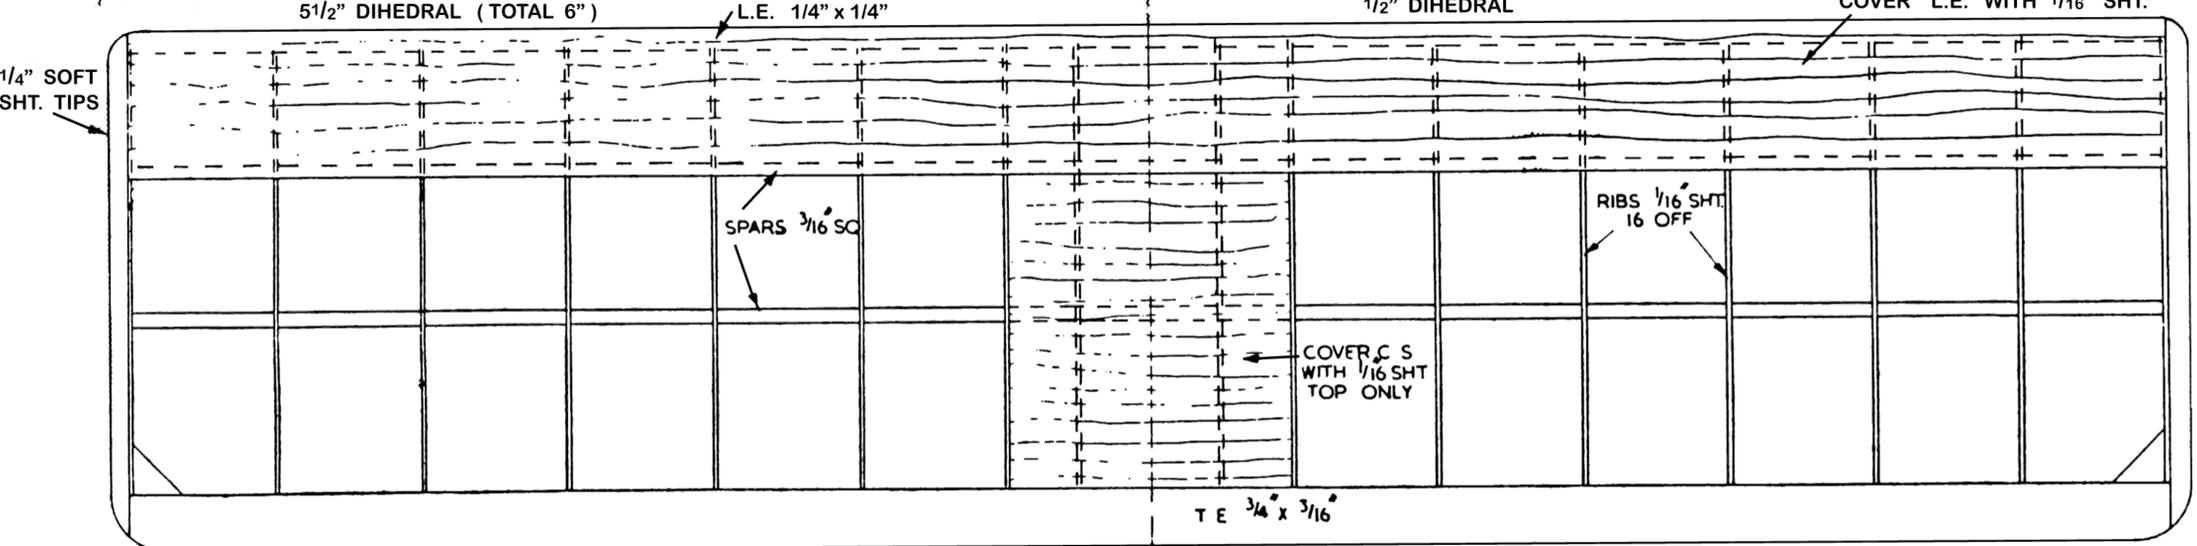 5½” DIHEDRAL ( TOTAL 6” )
L.E. 1/4” x 1/4”
½” DIHEDRAL
COVER L.E. WITH 1/16 SHT.
1/4” SOFT
SHT. TIPS
SPARS 3/16" SQ
RIBS 1/16" SHT.
16 OFF
COVER C S
WITH 1/16" SHT
TOP ONLY
T E 3/4" X 3/16"